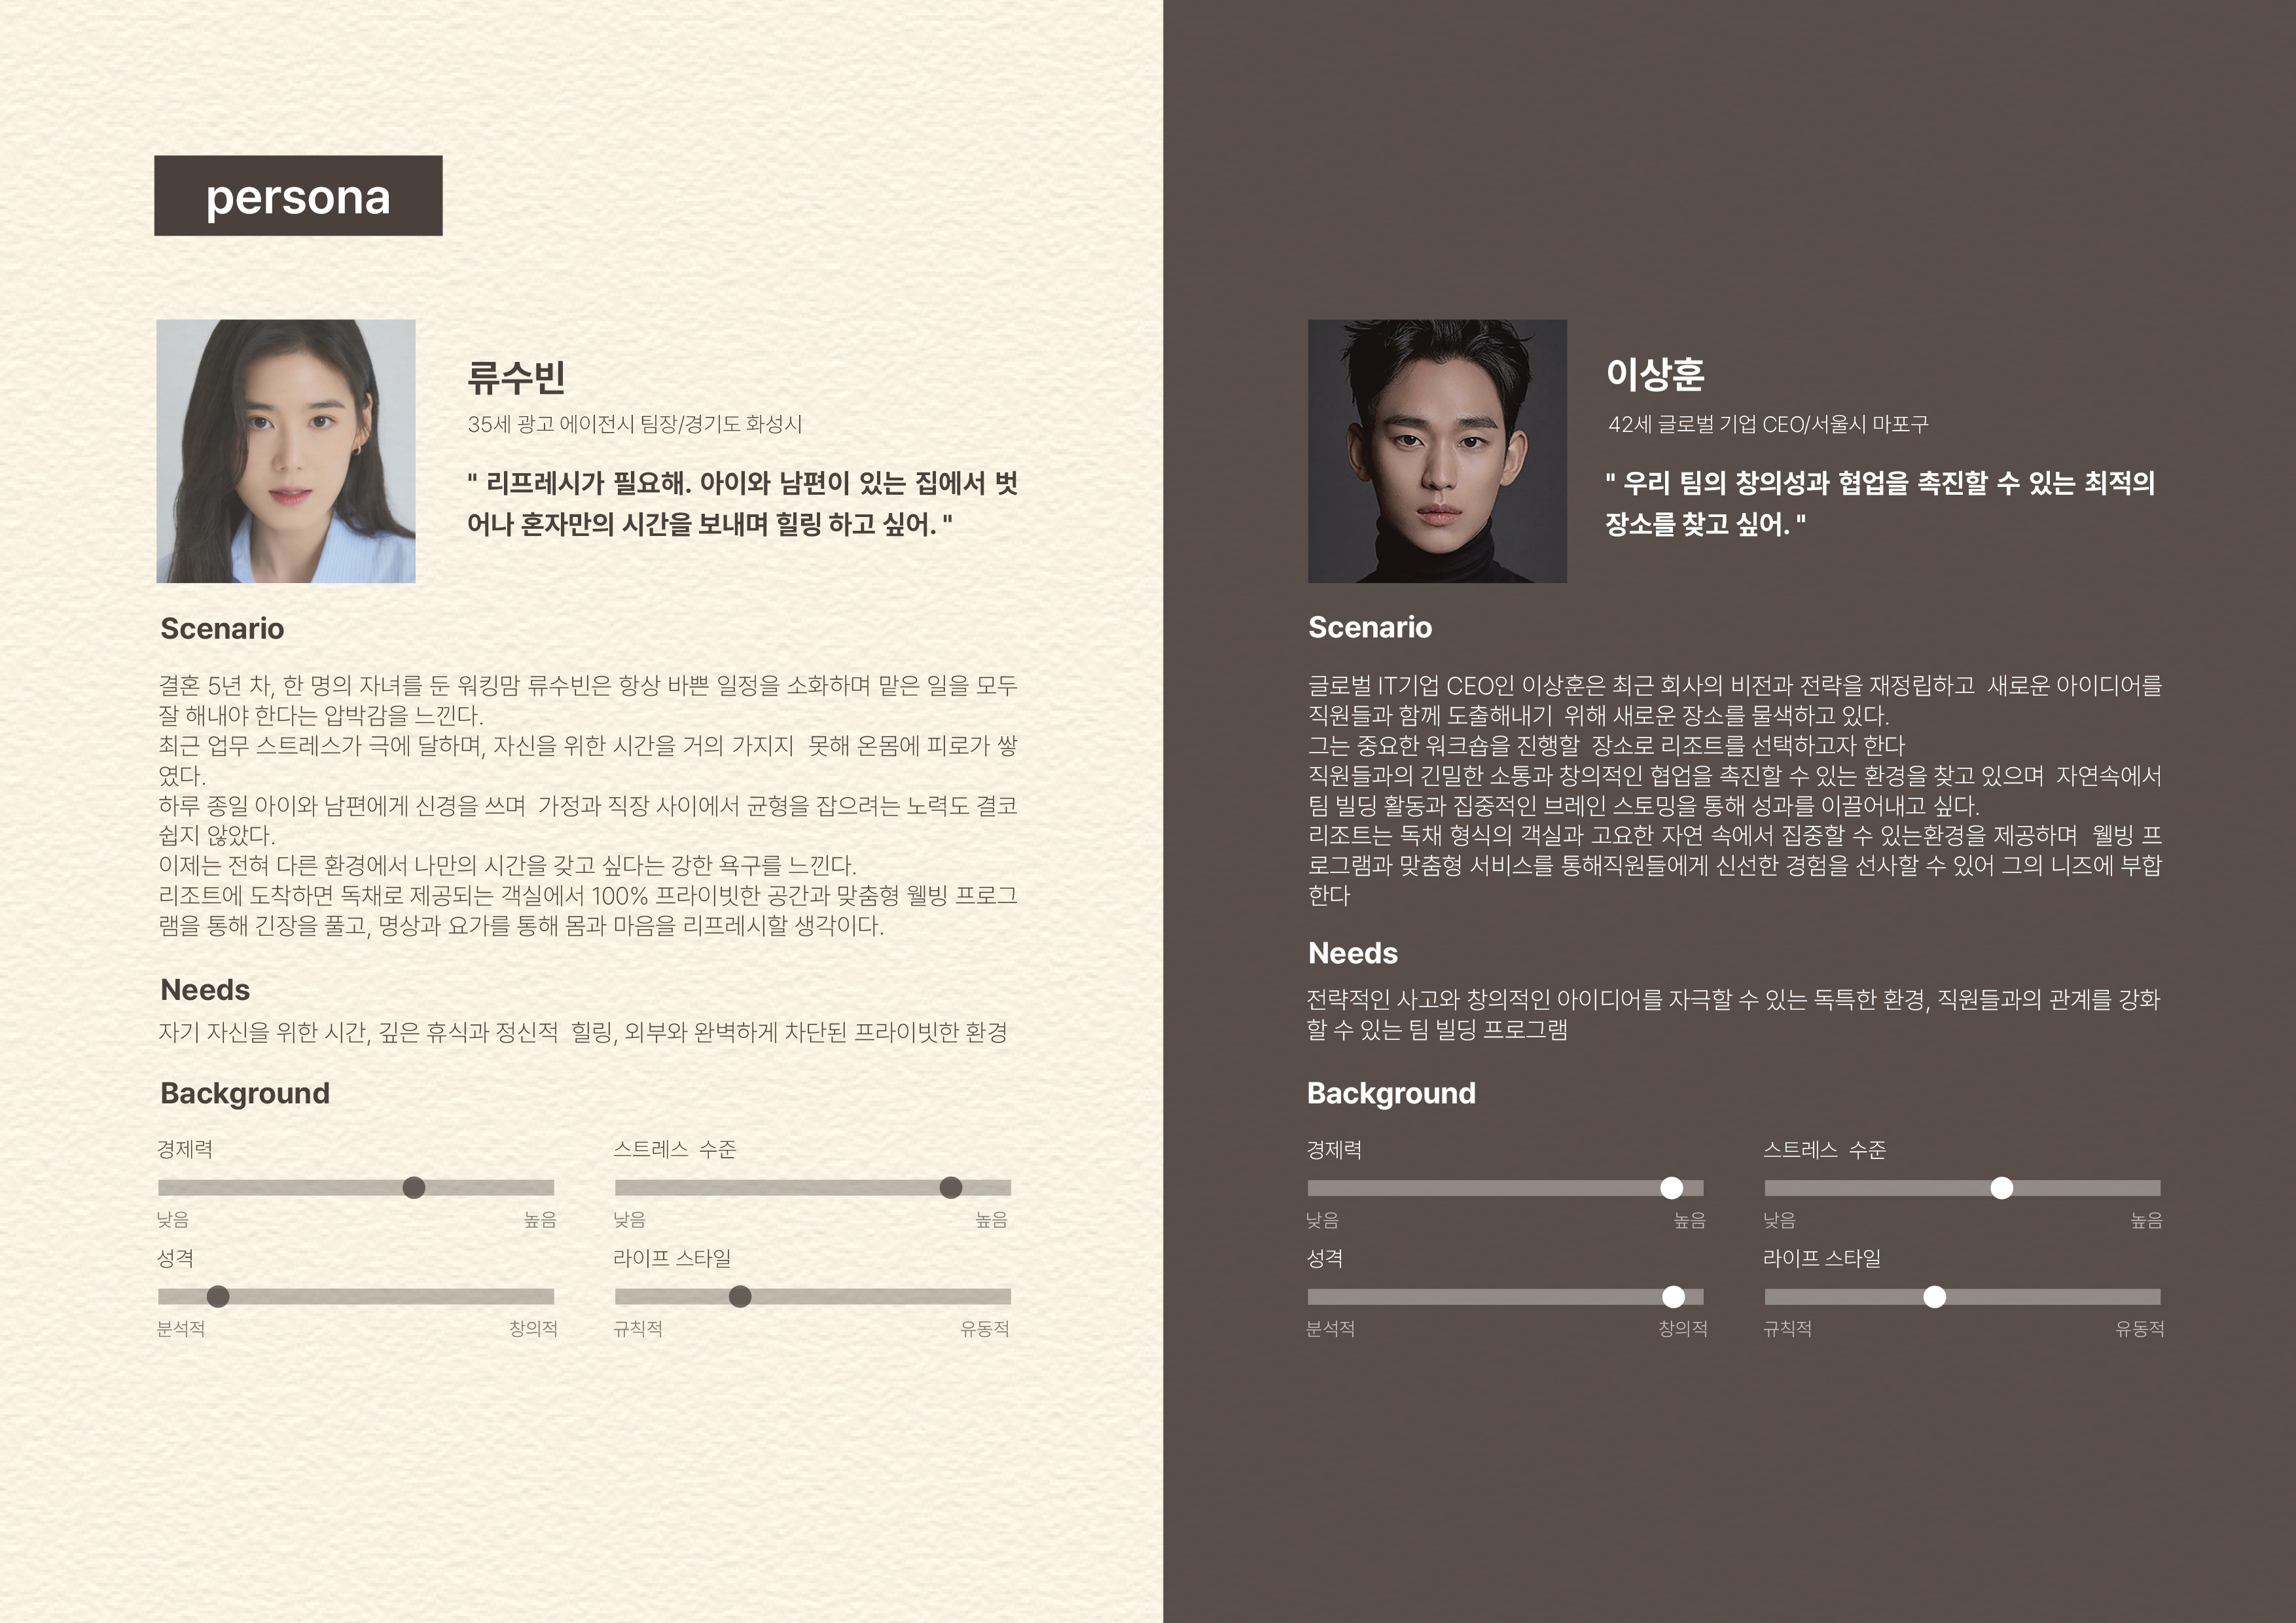 persona
류수빈
35세 광고 에이전시 팀장/경기도 화성시
" 리프레시가 필요해. 아이와 남편이 있는 집에서 벗
어나 혼자만의 시간을 보내며 힐링 하고 싶어. "
Scenario
결혼 5년 차, 한 명의 자녀를 둔 워킹맘 류수빈은 항상 바쁜 일정을 소화하며 맡은 일을 모두
잘 해내야 한다는 압박감을 느낀다.
최근 업무 스트레스가 극에 달하며, 자신을 위한 시간을 거의 가지지 못해 온몸에 피로가 쌓
였다.
하루 종일 아이와 남편에게 신경을 쓰며 가정과 직장 사이에서 균형을 잡으려는 노력도 결코
쉽지 않았다.
이제는 전혀 다른 환경에서 나만의 시간을 갖고 싶다는 강한 욕구를 느낀다.
리조트에 도착하면 독채로 제공되는 객실에서 100% 프라이빗한 공간과 맞춤형 웰빙 프로그
램을 통해 긴장을 풀고, 명상과 요가를 통해 몸과 마음을 리프레시할 생각이다.
Needs
자기 자신을 위한 시간, 깊은 휴식과 정신적 힐링, 외부와 완벽하게 차단된 프라이빗한 환경
Background
경제력
낮음 높음
스트레스 수준
낮음 높음
성격
분석적 창의적
라이프 스타일
규칙적 유동적
이상훈
42세 글로벌 기업 CEO/서울시 마포구
" 우리 팀의 창의성과 협업을 촉진할 수 있는 최적의
장소를 찾고 싶어. "
Scenario
글로벌 IT기업 CEO인 이상훈은 최근 회사의 비전과 전략을 재정립하고 새로운 아이디어를
직원들과 함께 도출해내기 위해 새로운 장소를 물색하고 있다.
그는 중요한 워크숍을 진행할 장소로 리조트를 선택하고자 한다
직원들과의 긴밀한 소통과 창의적인 협업을 촉진할 수 있는 환경을 찾고 있으며 자연속에서
팀 빌딩 활동과 집중적인 브레인 스토밍을 통해 성과를 이끌어내고 싶다.
리조트는 독채 형식의 객실과 고요한 자연 속에서 집중할 수 있는환경을 제공하며 웰빙 프
로그램과 맞춤형 서비스를 통해직원들에게 신선한 경험을 선사할 수 있어 그의 니즈에 부합
한다
Needs
전략적인 사고와 창의적인 아이디어를 자극할 수 있는 독특한 환경, 직원들과의 관계를 강화
할 수 있는 팀 빌딩 프로그램
Background
경제력
낮음 높음
스트레스 수준
낮음 높음
성격
분석적 창의적
라이프 스타일
규칙적 유동적